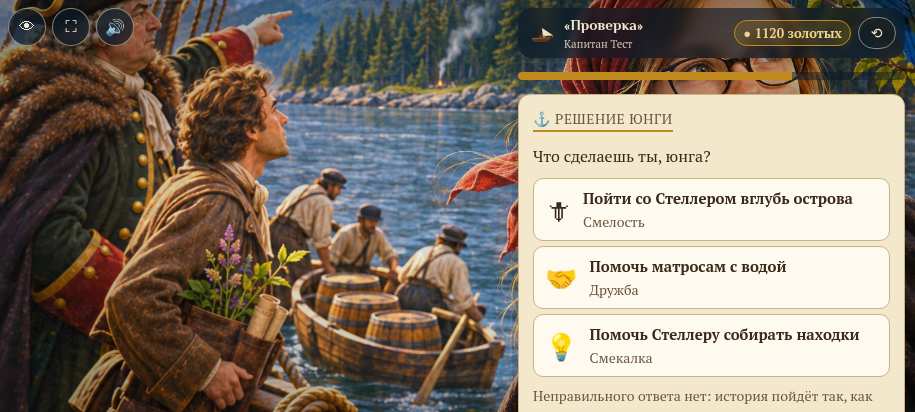 «Проверка»
Капитан Тест
1120 золотых
РЕШЕНИЕ ЮНГИ
Что сделаешь ты, юнга?
Пойти со Стеллером вглубь острова
Смелость
Помочь матросам с водой
Дружба
Помочь Стеллеру собирать находки
Смекалка
Неправильного ответа нет: история пойдёт так, как